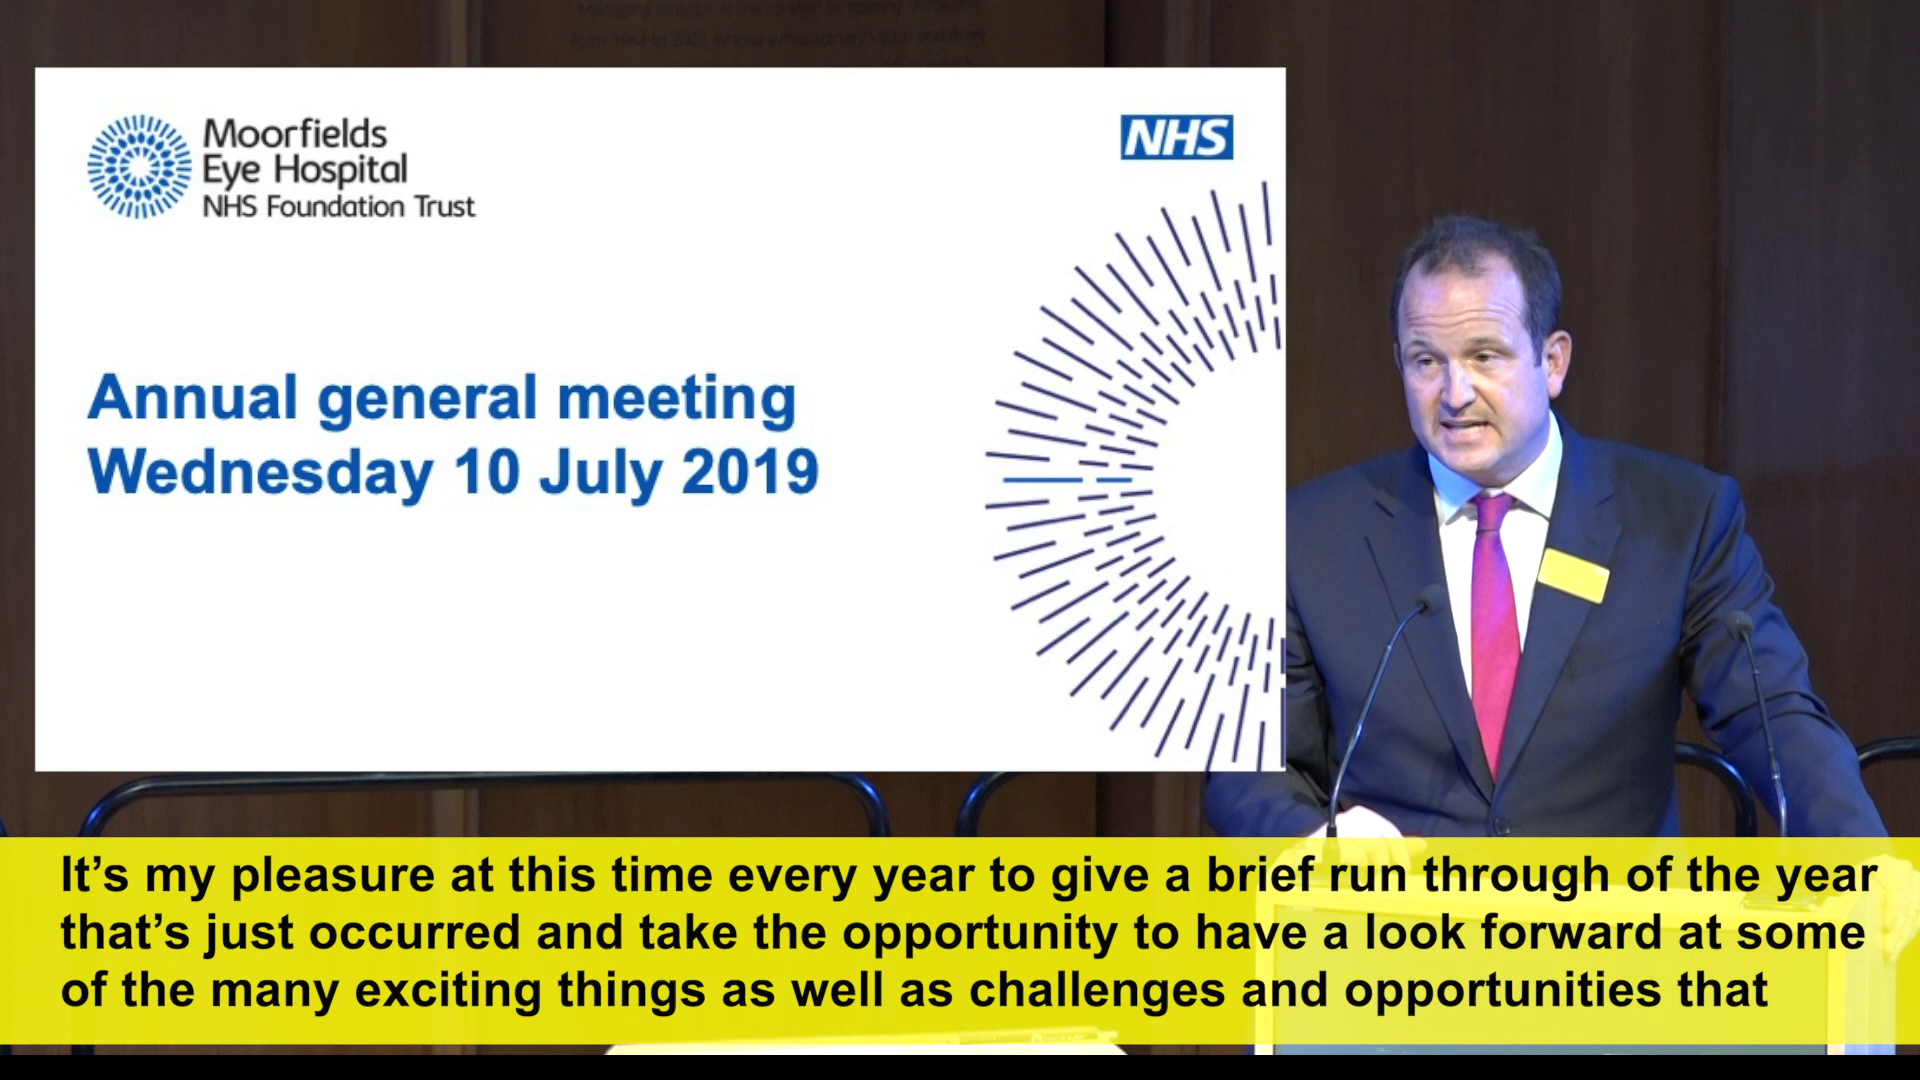 Moorfields
Eye Hospital
NHS Foundation Trust
NHS
Annual general meeting
Wednesday 10 July 2019
It’s my pleasure at this time every year to give a brief run through of the year
that’s just occurred and take the opportunity to have a look forward at some
of the many exciting things as well as challenges and opportunities that